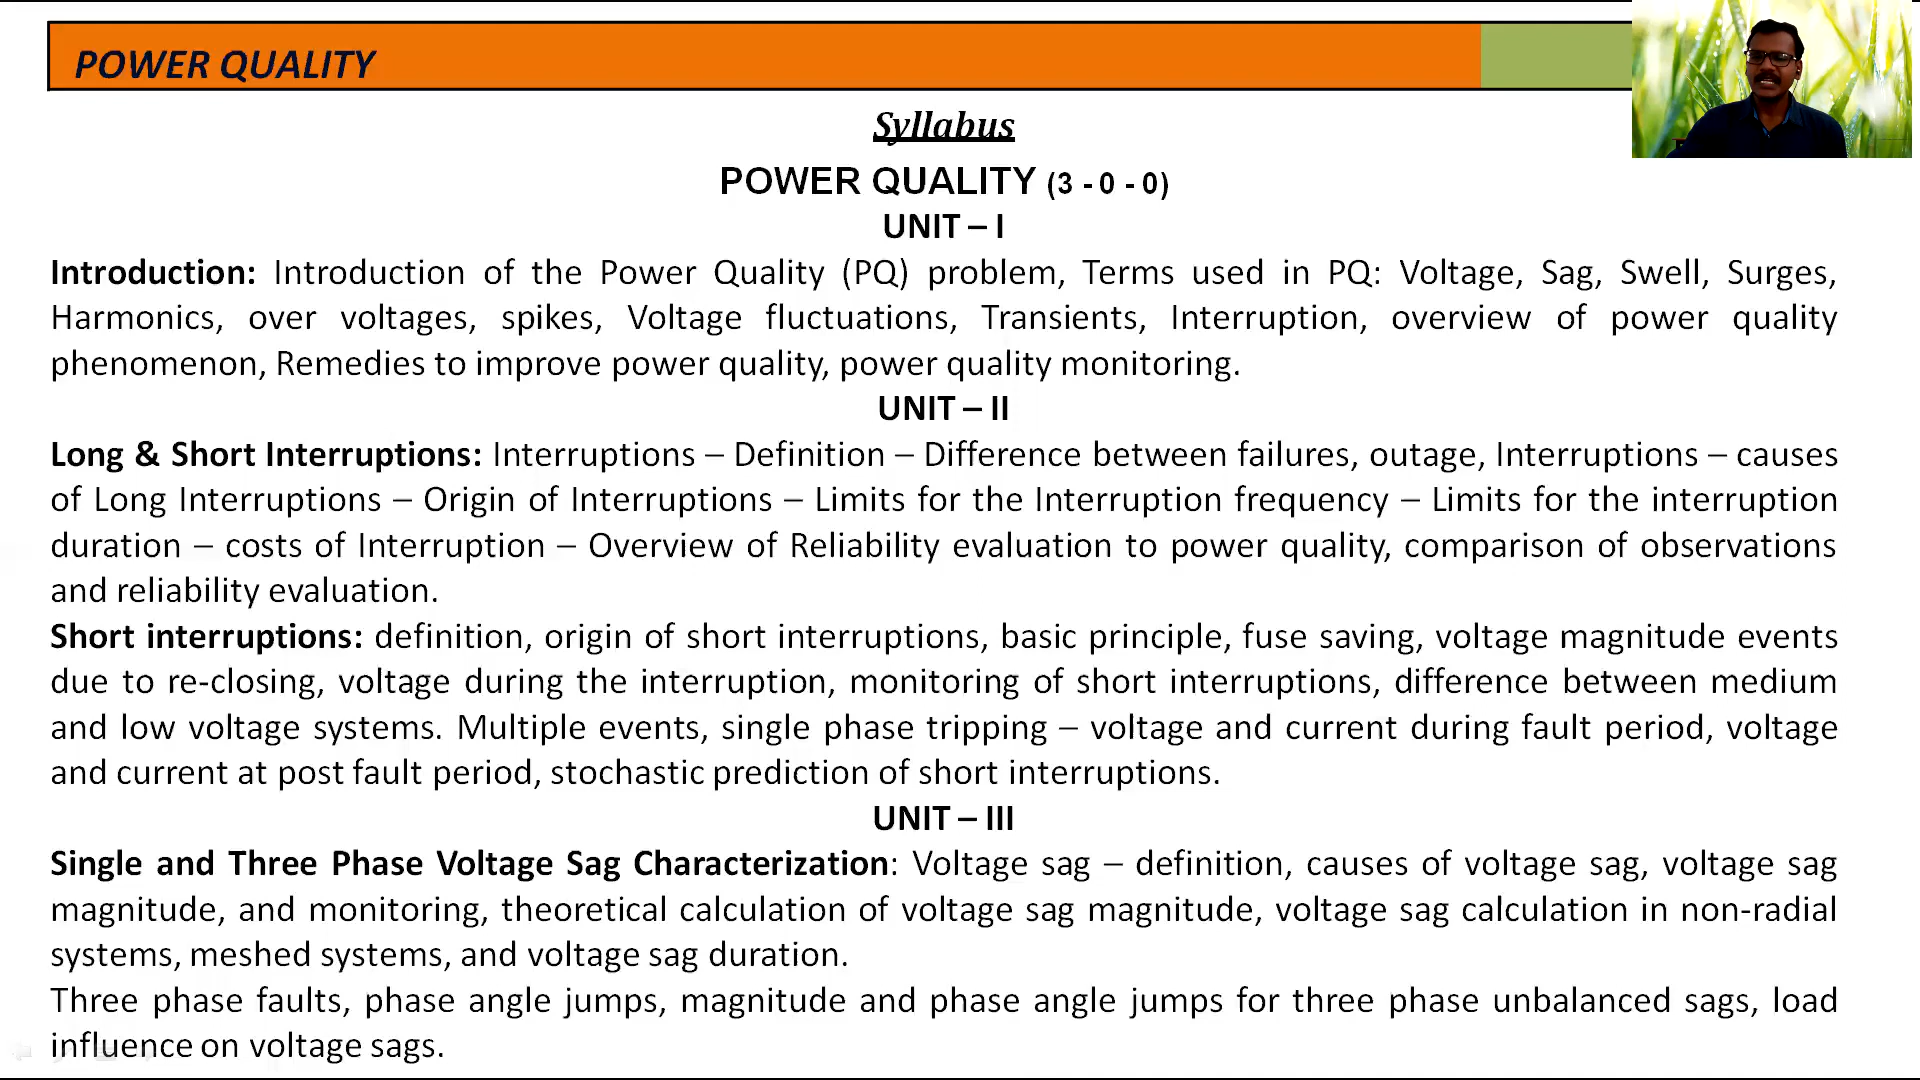 POWER QUALITY
Syllabus
POWER QUALITY (3 - 0 - 0)
UNIT – I
Introduction: Introduction of the Power Quality (PQ) problem, Terms used in PQ: Voltage, Sag, Swell, Surges,
Harmonics, over voltages, spikes, Voltage fluctuations, Transients, Interruption, overview of power quality
phenomenon, Remedies to improve power quality, power quality monitoring.
UNIT – II
Long & Short Interruptions: Interruptions – Definition – Difference between failures, outage, Interruptions – causes
of Long Interruptions – Origin of Interruptions – Limits for the Interruption frequency – Limits for the interruption
duration – costs of Interruption – Overview of Reliability evaluation to power quality, comparison of observations
and reliability evaluation.
Short interruptions: definition, origin of short interruptions, basic principle, fuse saving, voltage magnitude events
due to re-closing, voltage during the interruption, monitoring of short interruptions, difference between medium
and low voltage systems. Multiple events, single phase tripping – voltage and current during fault period, voltage
and current at post fault period, stochastic prediction of short interruptions.
UNIT – III
Single and Three Phase Voltage Sag Characterization: Voltage sag – definition, causes of voltage sag, voltage sag
magnitude, and monitoring, theoretical calculation of voltage sag magnitude, voltage sag calculation in non-radial
systems, meshed systems, and voltage sag duration.
Three phase faults, phase angle jumps, magnitude and phase angle jumps for three phase unbalanced sags, load
influence on voltage sags.